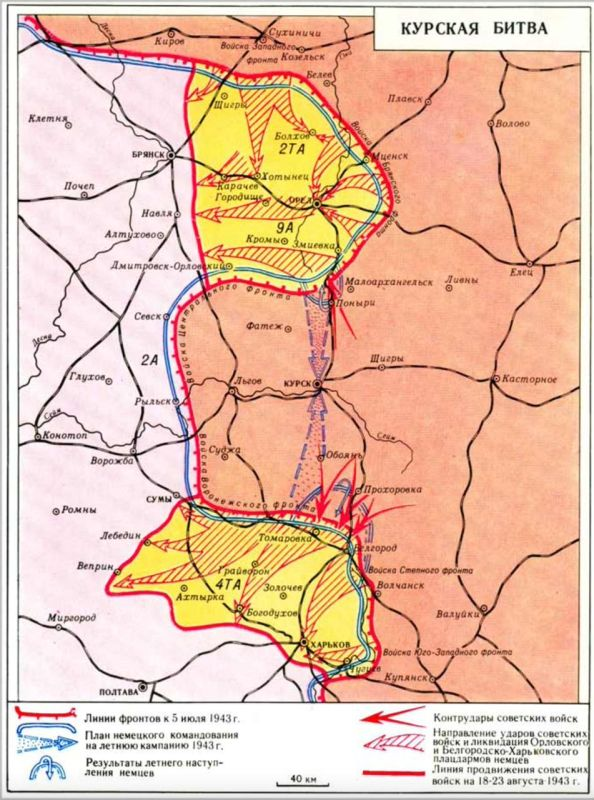 КУРСКАЯ БИТВА
Сухиничи
Киров
Войска Западного
фронта
Козельск
Десна
Ока
Белев
Щигры
Плавск
Клетня
Волово
Болхов
2ТА
Войска Брянского фронта
Мценск
БРЯНСК
Хотынец
Карачев
Почеп
Городище
ОРЕЛ
Навля
9А
Алтухово
Кромы
Змиевка
Дмитровск-Орловский
Елец
Малоархангельск
Ливны
Войска Центрального фронта
Поныри
Севск
Фатеж
Десна
2А
Щигры
Глухов
Льгов
КУРСК
Касторное
Рыльск
Сейм
Сейм
Конотоп
Ворожба
Суджа
Обоянь
Войска Воронежского фронта
Прохоровка
СУМЫ
Ромны
Лебедин
Томаровка
Белгород
Веприн
Грайворон
Войска Степного фронта
4ТА
Золочев
Волчанск
Ахтырка
Богодухов
Валуйки
Миргород
ХАРЬКОВ
Войска Юго-Западного фронта
Чугуев
Купянск
ПОЛТАВА
Линии фронтов к 5 июля 1943 г.
План немецкого командования
на летнюю кампанию 1943 г.
Результаты летнего наступ-
ления немцев
40 км
Контрудары советских войск
Направление ударов советских
войск и ликвидация Орловского
и Белгородско-Харьковского
плацдармов немцев
Линия продвижения советских
войск на 18-23 августа 1943 г.